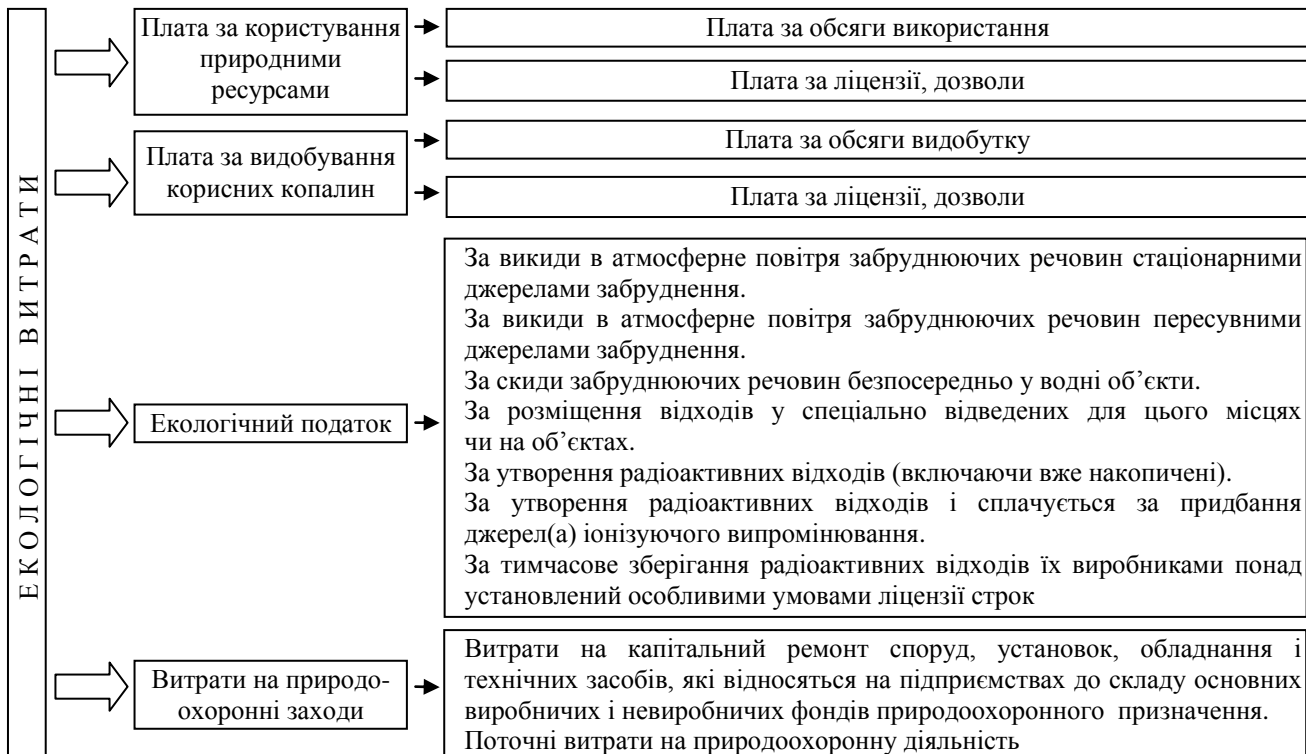 ЕКОЛОГІЧНІ ВИТРАТИ
Плата за користування
природними
ресурсами
Плата за обсяги використання
Плата за ліцензії, дозволи
Плата за видобування
корисних копалин
Плата за обсяги видобутку
Плата за ліцензії, дозволи
Екологічний податок
За викиди в атмосферне повітря забруднюючих речовин стаціонарними
джерелами забруднення.
За викиди в атмосферне повітря забруднюючих речовин пересувними
джерелами забруднення.
За скиди забруднюючих речовин безпосередньо у водні об’єкти.
За розміщення відходів у спеціально відведених для цього місцях
чи на об’єктах.
За утворення радіоактивних відходів (включаючи вже накопичені).
За утворення радіоактивних відходів і сплачується за придбання
джерел(а) іонізуючого випромінювання.
За тимчасове зберігання радіоактивних відходів їх виробниками понад
установлений особливими умовами ліцензії строк
Витрати на природо-
охоронні заходи
Витрати на капітальний ремонт споруд, установок, обладнання і
технічних засобів, які відносяться на підприємствах до складу основних
виробничих і невиробничих фондів природоохоронного призначення.
Поточні витрати на природоохоронну діяльність